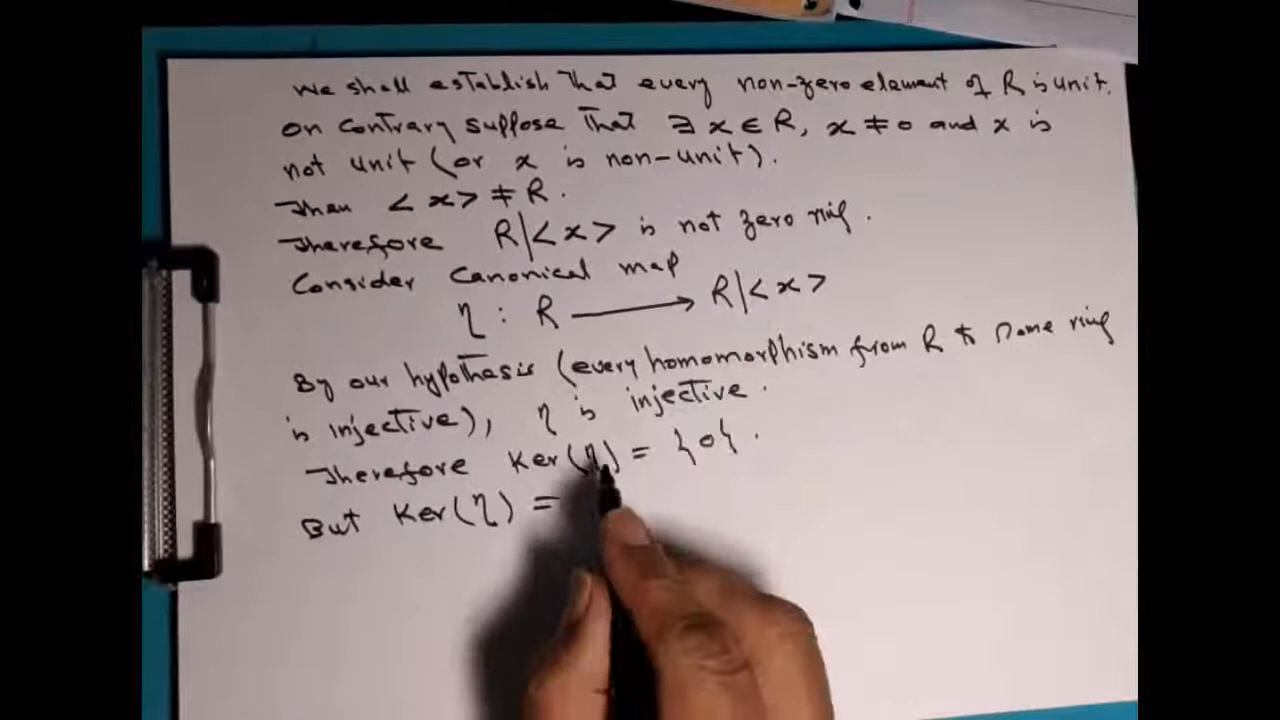 We shall establish that every non-zero element of R is unit.
On contrary suppose that ∃ x ∈ R, x ≠ 0 and x is
not unit (or x is non-unit).
Then <x> ≠ R.
Therefore R|<x> is not zero ring.
Consider canonical map
η : R ⟶ R|<x>
By our hypothesis (every homomorphism from R to some ring
is injective), η is injective.
Therefore Ker(η) = {0}.
But Ker(η) =